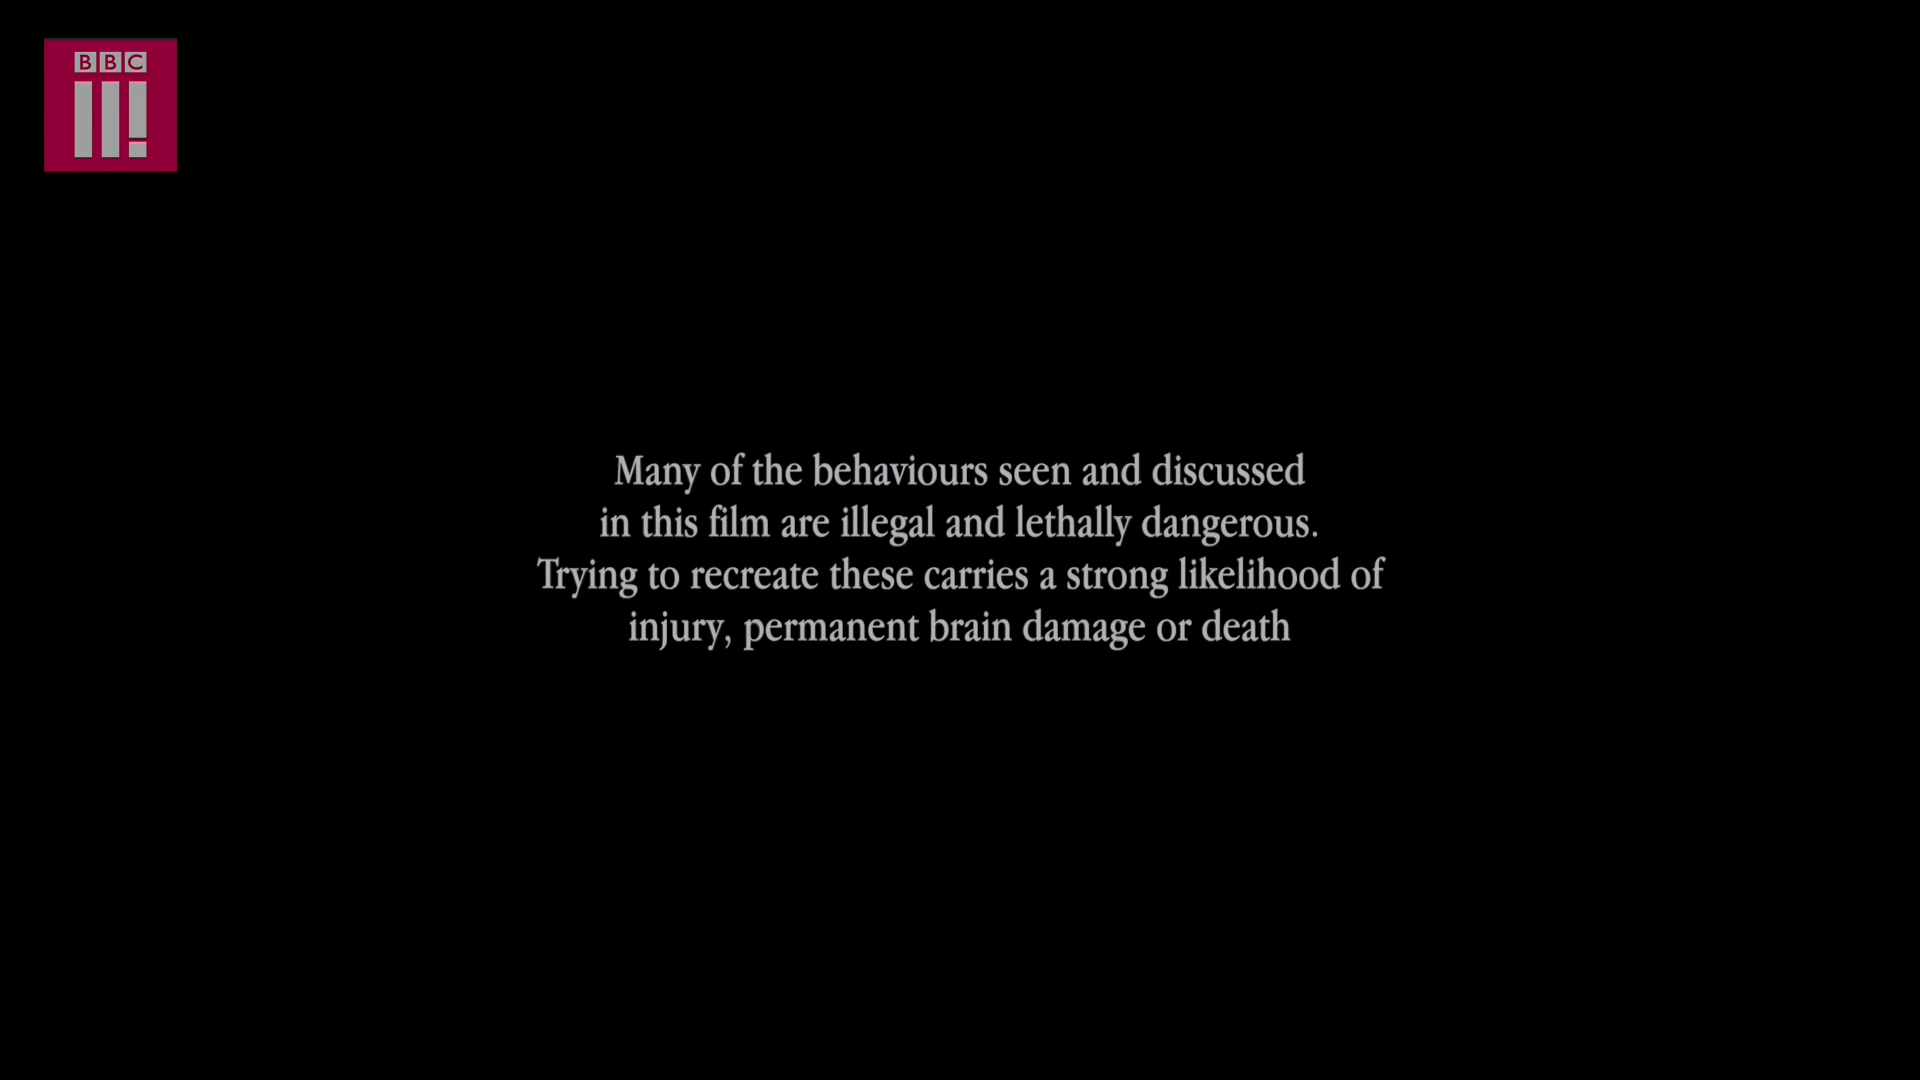 BBC
Many of the behaviours seen and discussed
in this film are illegal and lethally dangerous.
Trying to recreate these carries a strong likelihood of
injury, permanent brain damage or death